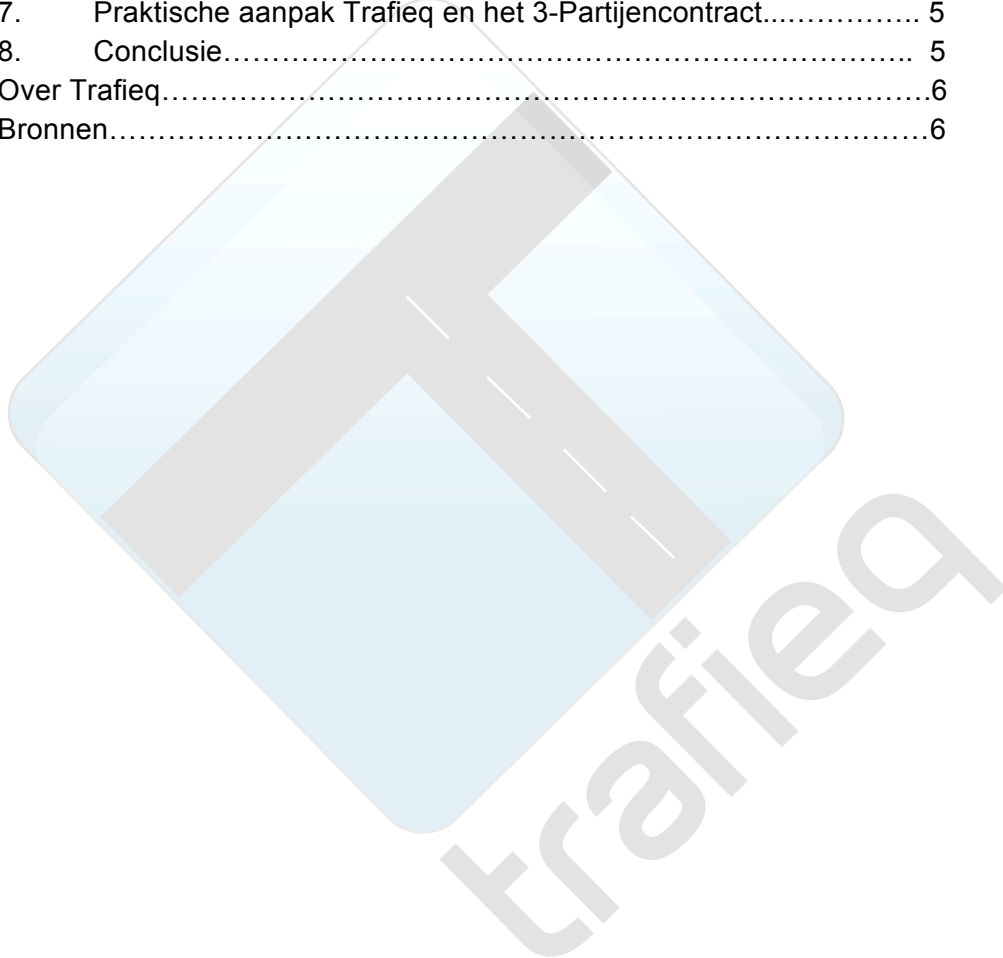 7. Praktische aanpak Trafieq en het 3-Partijencontract...………….. 5
8. Conclusie…………………………………………………………….. 5
Over Trafieq…………………………………………………………………….6
Bronnen…………………………………………………………………………6
trafieq